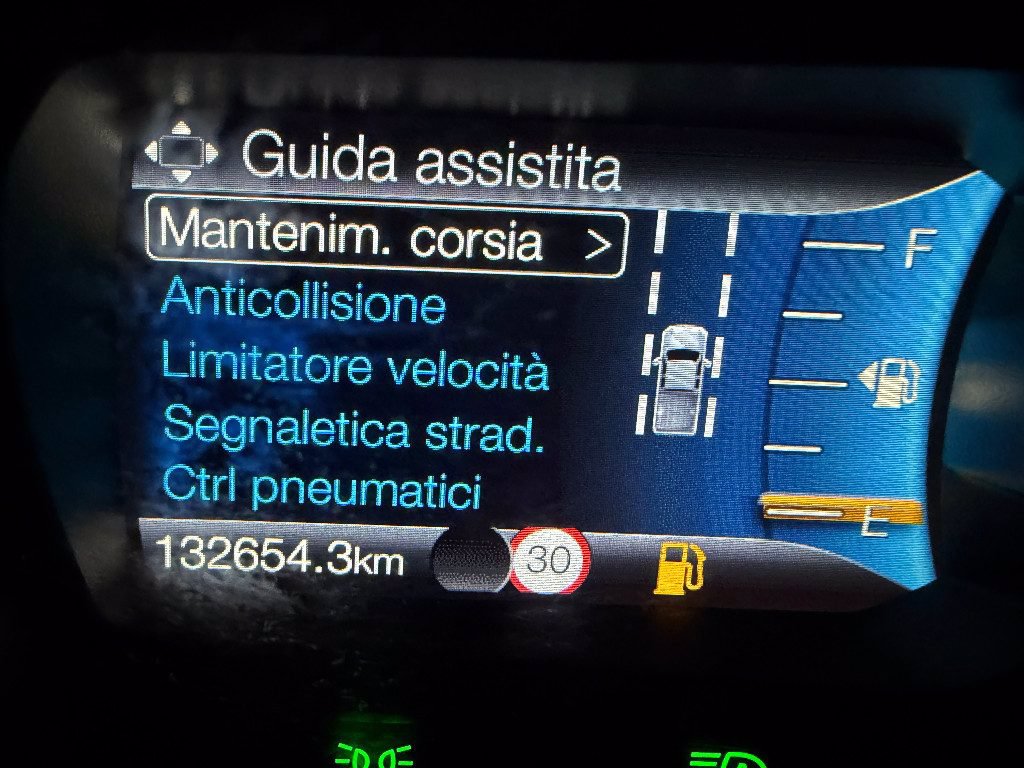 Guida assistita
Mantenim. corsia >
Anticollisione
Limitatore velocità
Segnaletica strad.
Ctrl pneumatici
132654.3km
30
F
E
A